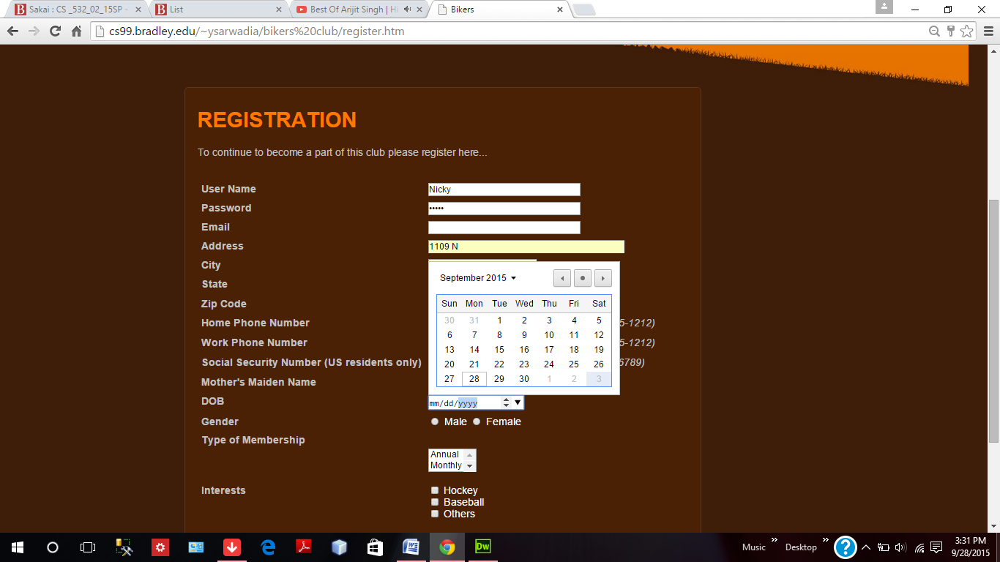 Sakai : CS _532_02_15SP -
List
Best Of Arijit Singh | Hi
Bikers
cs99.bradley.edu/~ysarwadia/bikers%20club/register.htm
REGISTRATION
To continue to become a part of this club please register here...
User Name Nicky
Password •••••
Email
Address 1109 N
City
State
Zip Code
Home Phone Number 5-1212)
Work Phone Number 5-1212)
Social Security Number (US residents only) 6789)
Mother's Maiden Name
September 2015
Sun Mon Tue Wed Thu Fri Sat
30 31 1 2 3 4 5
6 7 8 9 10 11 12
13 14 15 16 17 18 19
20 21 22 23 24 25 26
27 28 29 30 1 2 3
DOB mm/dd/yyyy
Gender Male Female
Type of Membership
Annual
Monthly
Interests Hockey
Baseball
Others
Music » Desktop »
3:31 PM
9/28/2015
Dw